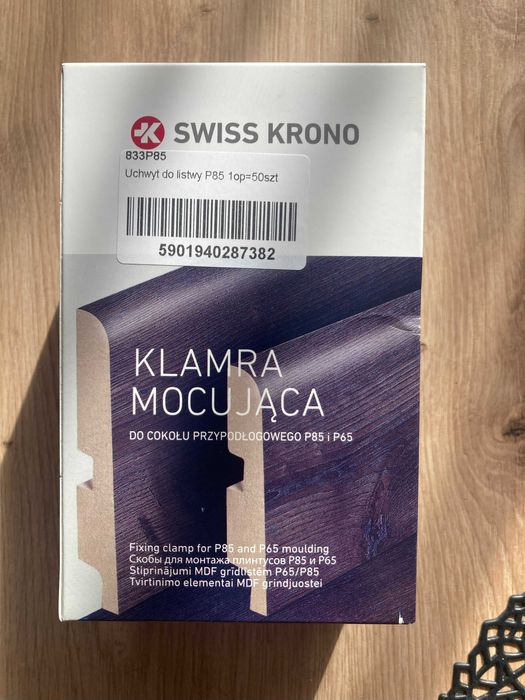 SWISS KRONO
833P85
Uchwyt do listwy P85 1op=50szt
5901940287382
KLAMRA
MOCUJĄCA
DO COKOŁU PRZYPODŁOGOWEGO P85 i P65
Fixing clamp for P85 and P65 moulding
Скобы для монтажа плинтусов P85 и P65
Stiprinājumi MDF grīdlīstēm P65/P85
Tvirtinimo elementai MDF grindjuostei